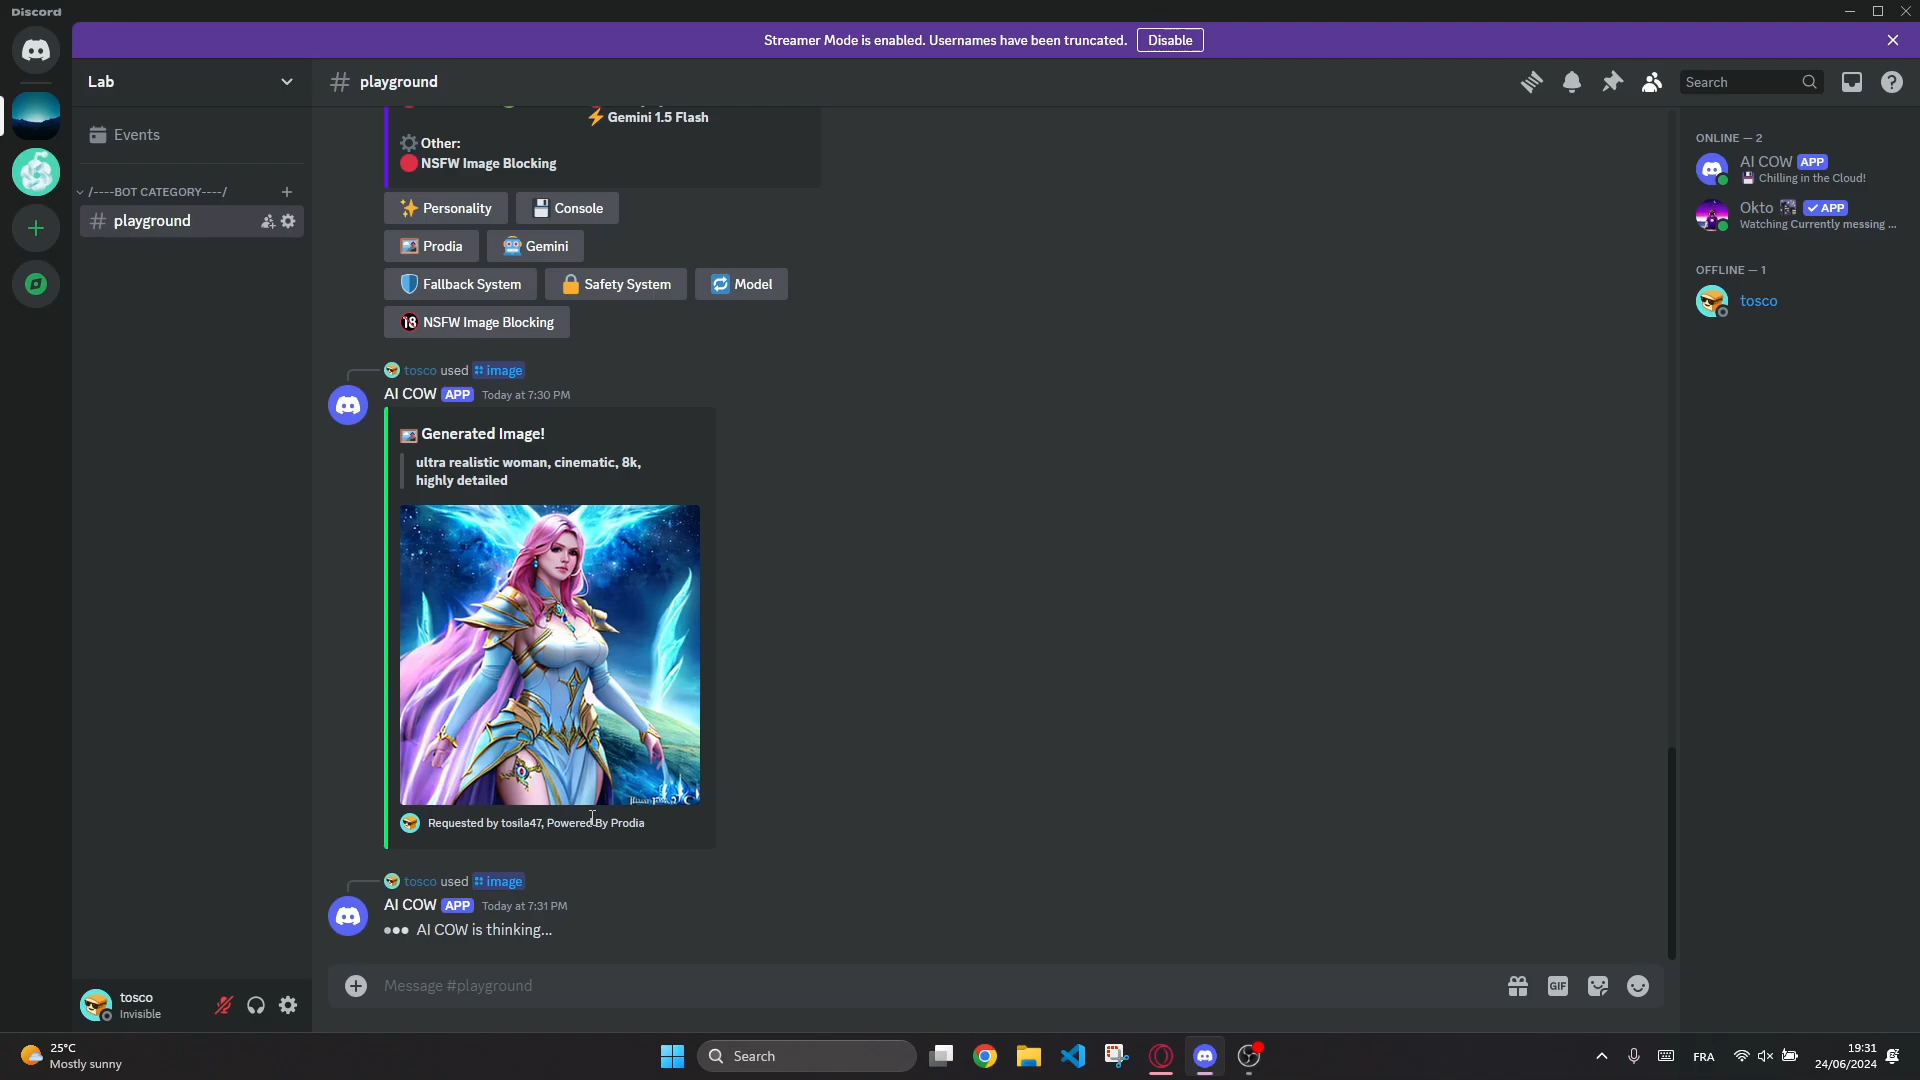 Discord
Streamer Mode is enabled. Usernames have been truncated.
Disable
Lab
playground
Search
Events
/----BOT CATEGORY----/
playground
Gemini 1.5 Flash
Other:
NSFW Image Blocking
Personality
Console
Prodia
Gemini
Fallback System
Safety System
Model
18 NSFW Image Blocking
tosco used image
AI COW APP Today at 7:30 PM
Generated Image!
ultra realistic woman, cinematic, 8k,
highly detailed
Requested by tosila47, Powered By Prodia
tosco used image
AI COW APP Today at 7:31 PM
AI COW is thinking...
Message #playground
GIF
ONLINE — 2
AI COW APP
Chilling in the Cloud!
Okto APP
Watching Currently messing ...
OFFLINE — 1
tosco
tosco
Invisible
25°C
Mostly sunny
Search
FRA
19:31
24/06/2024